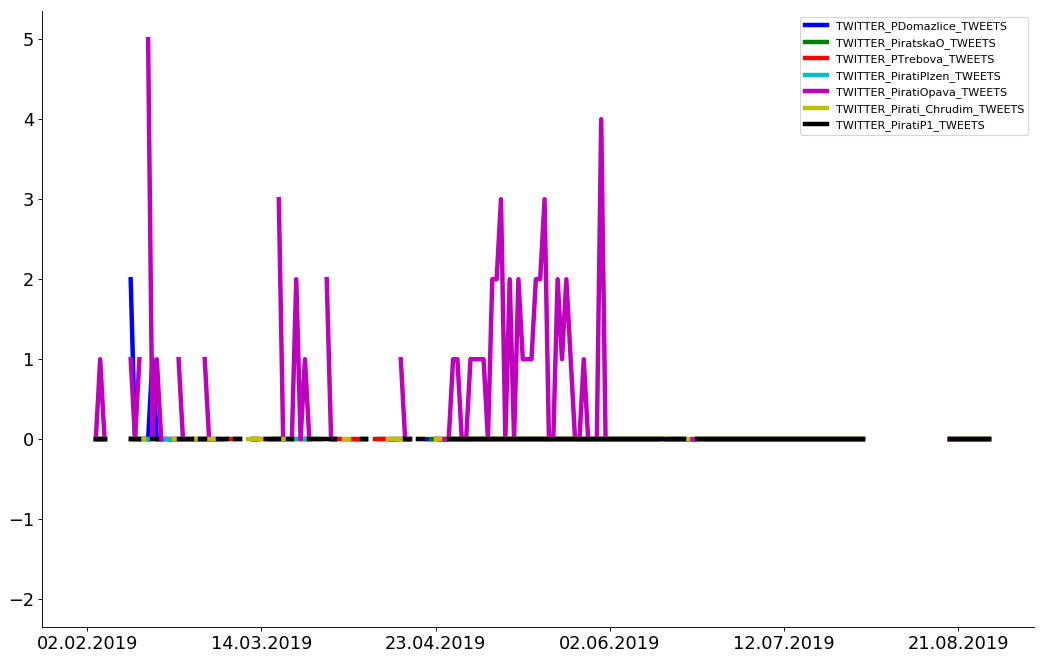 TWITTER_PDomazlice_TWEETS
TWITTER_PiratskaO_TWEETS
TWITTER_PTrebova_TWEETS
TWITTER_PiratiPlzen_TWEETS
TWITTER_PiratiOpava_TWEETS
TWITTER_Pirati_Chrudim_TWEETS
TWITTER_PiratiP1_TWEETS
5
4
3
2
1
0
−1
−2
02.02.2019 14.03.2019 23.04.2019 02.06.2019 12.07.2019 21.08.2019